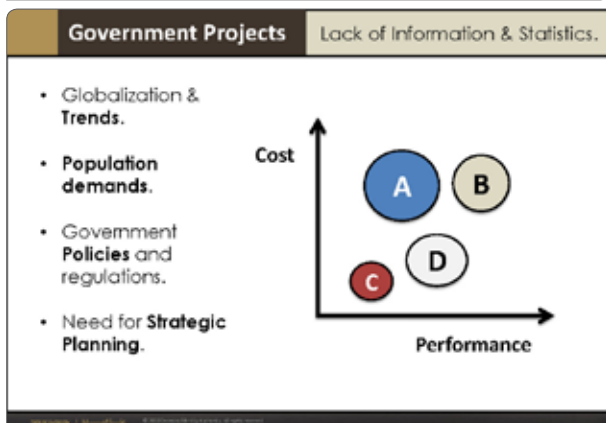 Government Projects
Lack of Information & Statistics.
• Globalization &
Trends.
• Population
demands.
• Government
Policies and
regulations.
• Need for Strategic
Planning.
Cost
A
B
D
C
Performance